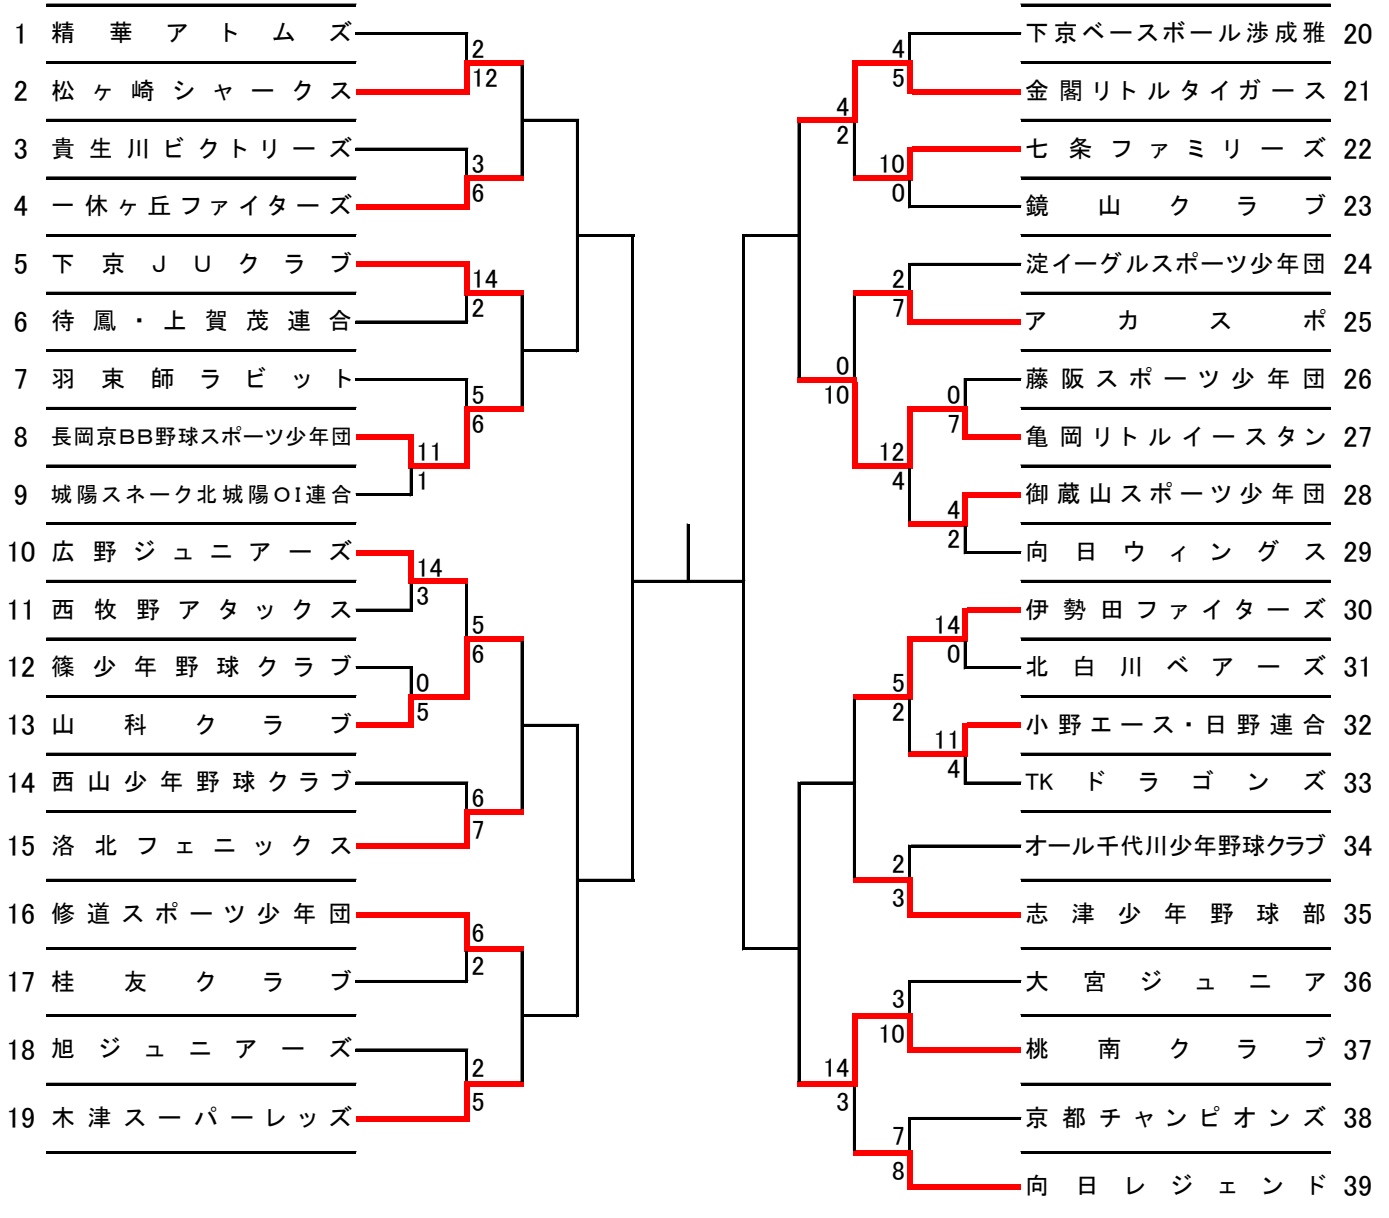 1 精華アトムズ
2 松ヶ崎シャークス
2
12
3 貴生川ビクトリーズ
4 一休ヶ丘ファイターズ
3
6
5 下京JUクラブ
6 待鳳・上賀茂連合
14
2
7 羽束師ラビット
8 長岡京BB野球スポーツ少年団
9 城陽スネーク北城陽OI連合
5
6
11
1
10 広野ジュニアーズ
11 西牧野アタックス
14
3
12 篠少年野球クラブ
13 山科クラブ
0
5
5
6
14 西山少年野球クラブ
15 洛北フェニックス
6
7
16 修道スポーツ少年団
17 桂友クラブ
6
2
18 旭ジュニアーズ
19 木津スーパーレッズ
2
5
下京ベースボール渉成雅 20
金閣リトルタイガース 21
4
5
七条ファミリーズ 22
鏡山クラブ 23
10
0
4
2
淀イーグルスポーツ少年団 24
アカスポ 25
2
7
藤阪スポーツ少年団 26
亀岡リトルイースタン 27
0
7
御蔵山スポーツ少年団 28
向日ウィングス 29
4
2
12
4
0
10
伊勢田ファイターズ 30
北白川ベアーズ 31
14
0
小野エース・日野連合 32
TKドラゴンズ 33
11
4
5
2
オール千代川少年野球クラブ 34
志津少年野球部 35
2
3
大宮ジュニア 36
桃南クラブ 37
3
10
京都チャンピオンズ 38
向日レジェンド 39
7
8
14
3